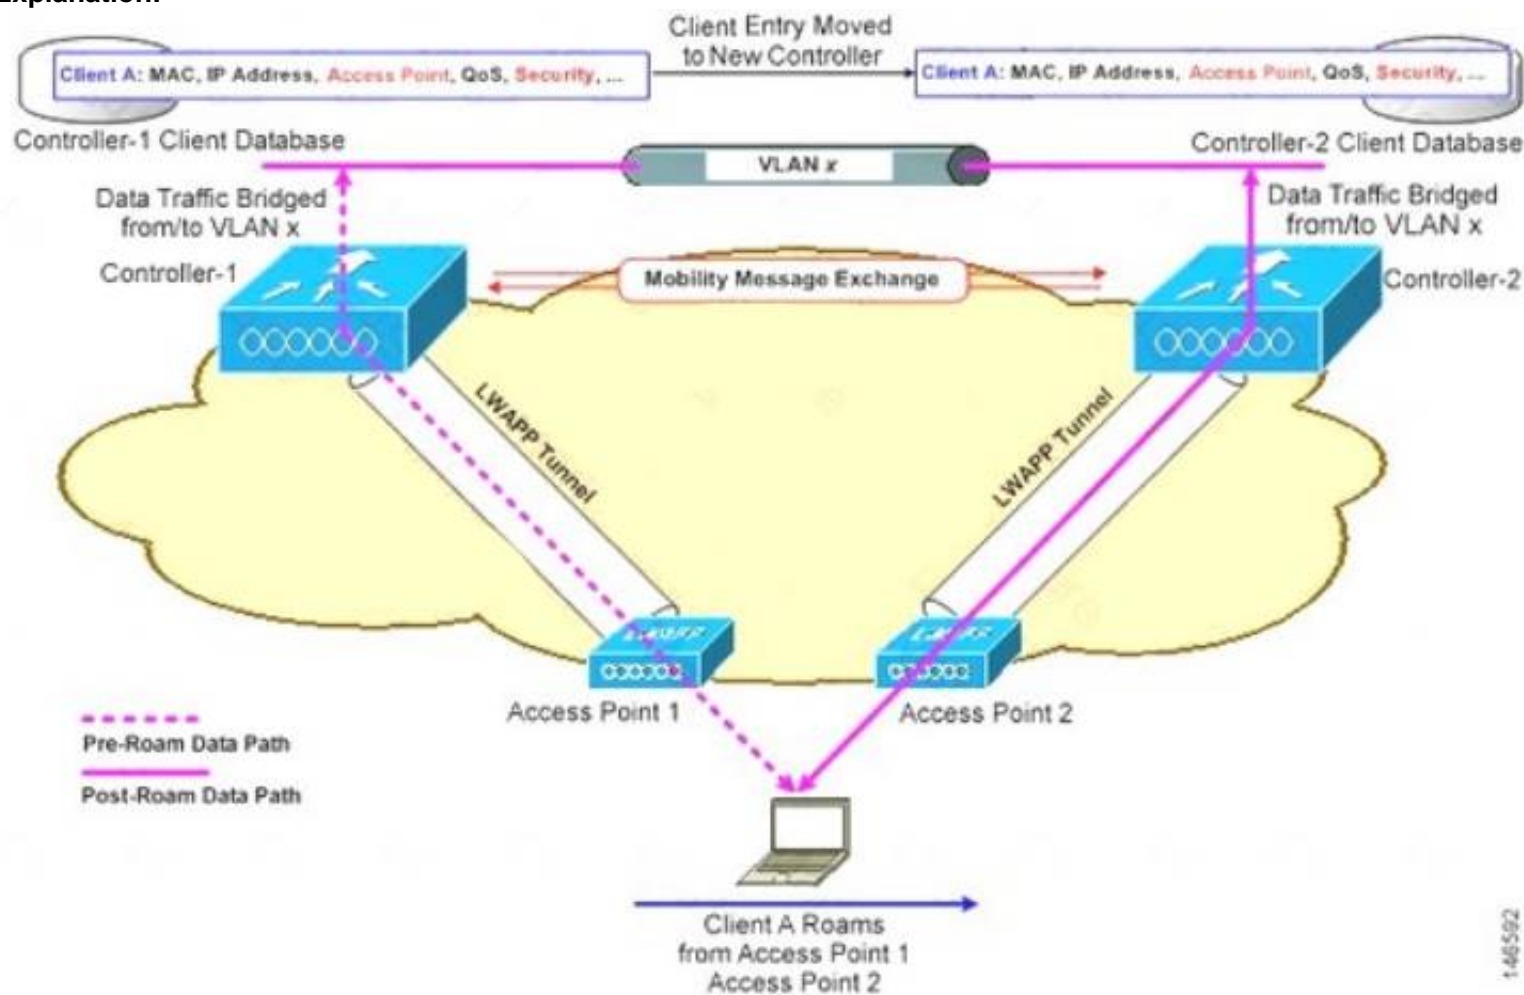 Explanation:
Client Entry Moved
to New Controller
Client A: MAC, IP Address, Access Point, QoS, Security, ...
Client A: MAC, IP Address, Access Point, QoS, Security, ...
Controller-1 Client Database
Controller-2 Client Database
VLAN x
Data Traffic Bridged
from/to VLAN x
Data Traffic Bridged
from/to VLAN x
Controller-1
Mobility Message Exchange
Controller-2
LWAPP Tunnel
LWAPP Tunnel
LWAPP
LWAPP
Access Point 1
Access Point 2
Pre-Roam Data Path
Post-Roam Data Path
Client A Roams
from Access Point 1
Access Point 2
146592